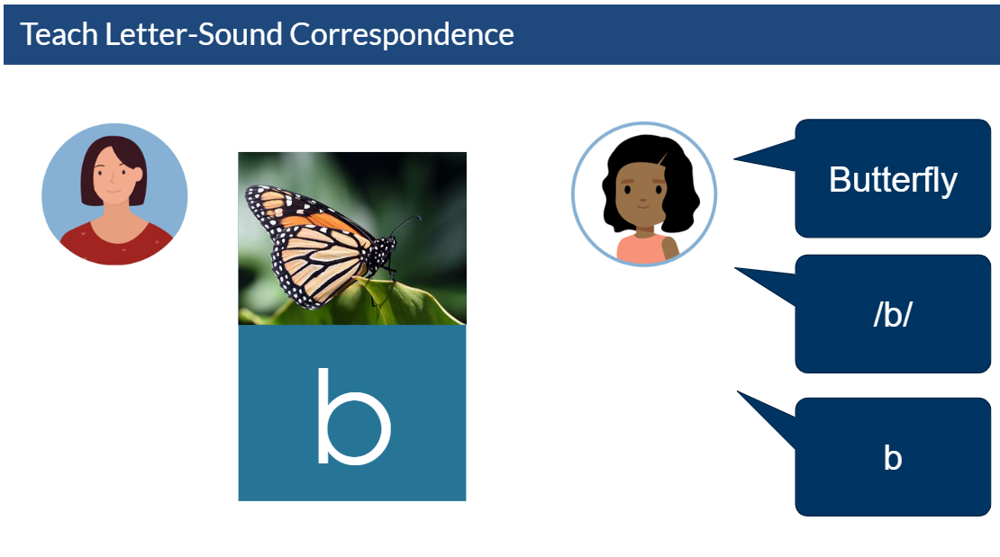 Teach Letter-Sound Correspondence
b
Butterfly
/b/
b